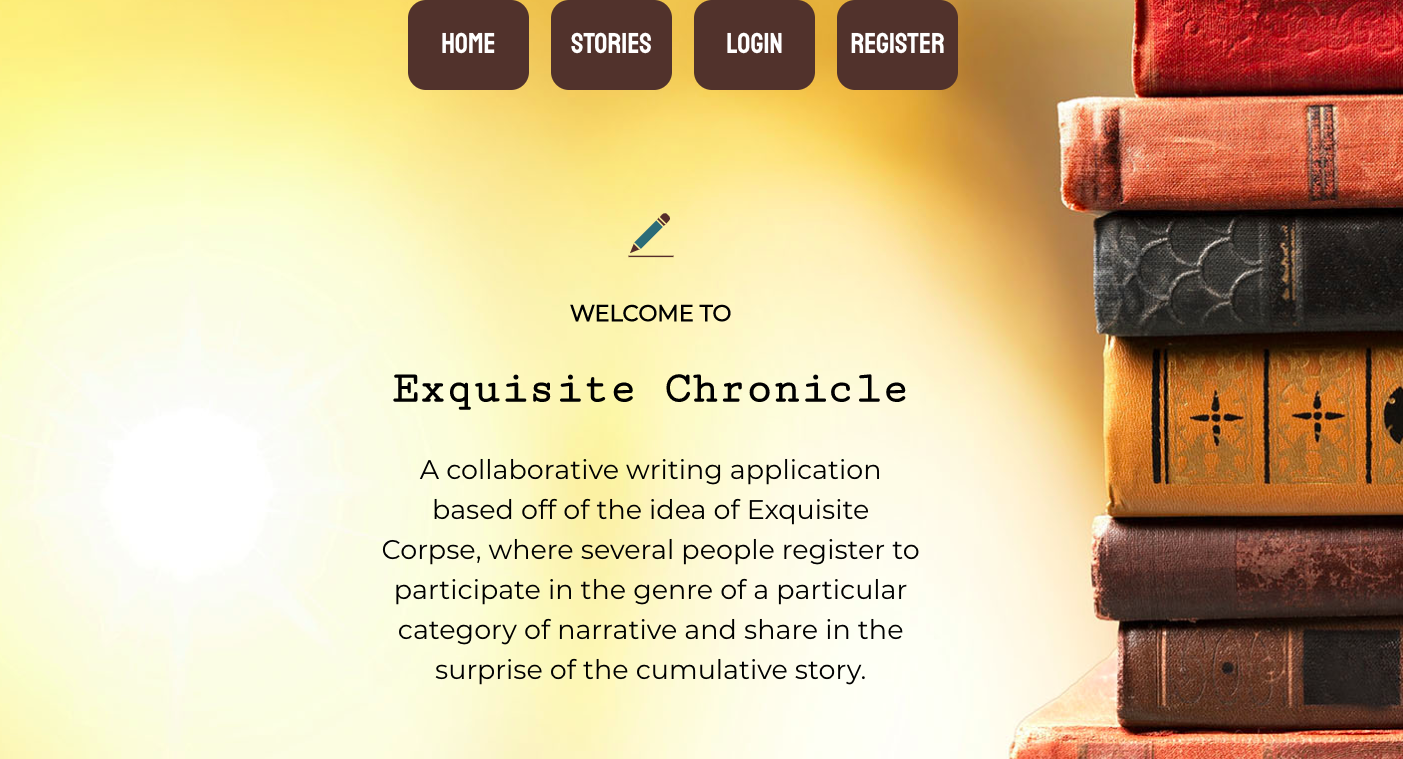 HOME
STORIES
LOGIN
REGISTER
WELCOME TO
Exquisite Chronicle
A collaborative writing application
based off of the idea of Exquisite
Corpse, where several people register to
participate in the genre of a particular
category of narrative and share in the
surprise of the cumulative story.